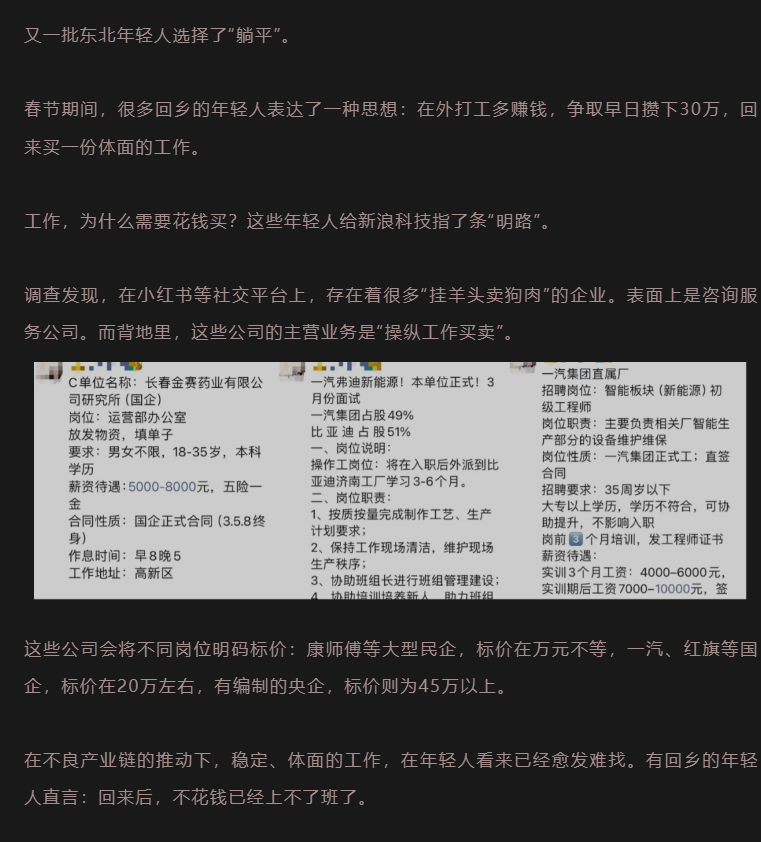 又一批东北年轻人选择了“躺平”。
春节期间，很多回乡的年轻人表达了一种思想：在外打工多赚钱，争取早日攒下30万，回
来买一份体面的工作。
工作，为什么需要花钱买？这些年轻人给新浪科技指了条“明路”。
调查发现，在小红书等社交平台上，存在着很多“挂羊头卖狗肉”的企业。表面上是咨询服
务公司。而背地里，这些公司的主营业务是“操纵工作买卖”。
C单位名称：长春金赛药业有限公
司研究所 (国企)
岗位：运营部办公室
放发物资，填单子
要求：男女不限，18-35岁，本科
学历
薪资待遇:5000-8000元，五险一
金
合同性质：国企正式合同 (3.5.8终
身)
作息时间：早8晚5
工作地址：高新区
一汽弗迪新能源！本单位正式！3
月份面试
一汽集团占股49%
比亚迪占股51%
一、岗位说明：
操作工岗位：将在入职后外派到比
亚迪济南工厂学习3-6个月。
二、岗位职责：
1、按质按量完成制作工艺、生产
计划要求；
2、保持工作现场清洁，维护现场
生产秩序；
3、协助班组长进行班组管理建设；
4、协助培训培养新人，助力班组
一汽集团直属厂
招聘岗位：智能板块 (新能源) 初
级工程师
岗位职责：主要负责相关厂智能生
产部分的设备维护维保
岗位性质：一汽集团正式工；直签
合同
招聘要求：35周岁以下
大专以上学历，学历不符合，可协
助提升，不影响入职
岗前3个月培训，发工程师证书
薪资待遇：
实训3个月工资：4000–6000元，
实训期后工资7000–10000元，签
这些公司会将不同岗位明码标价：康师傅等大型民企，标价在万元不等，一汽、红旗等国
企，标价在20万左右，有编制的央企，标价则为45万以上。
在不良产业链的推动下，稳定、体面的工作，在年轻人看来已经愈发难找。有回乡的年轻
人直言：回来后，不花钱已经上不了班了。